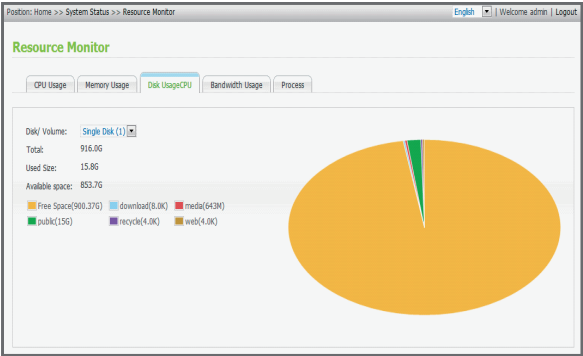 Position: Home >> System Status >> Resource Monitor English | Welcome admin | Logout
Resource Monitor
CPU Usage Memory Usage Disk UsageCPU Bandwidth Usage Process
Disk/ Volume: Single Disk (1)
Total: 916.0G
Used Size: 15.8G
Available space: 853.7G
Free Space(900.37G) download(8.0K) media(643M)
public(15G) recycle(4.0K) web(4.0K)